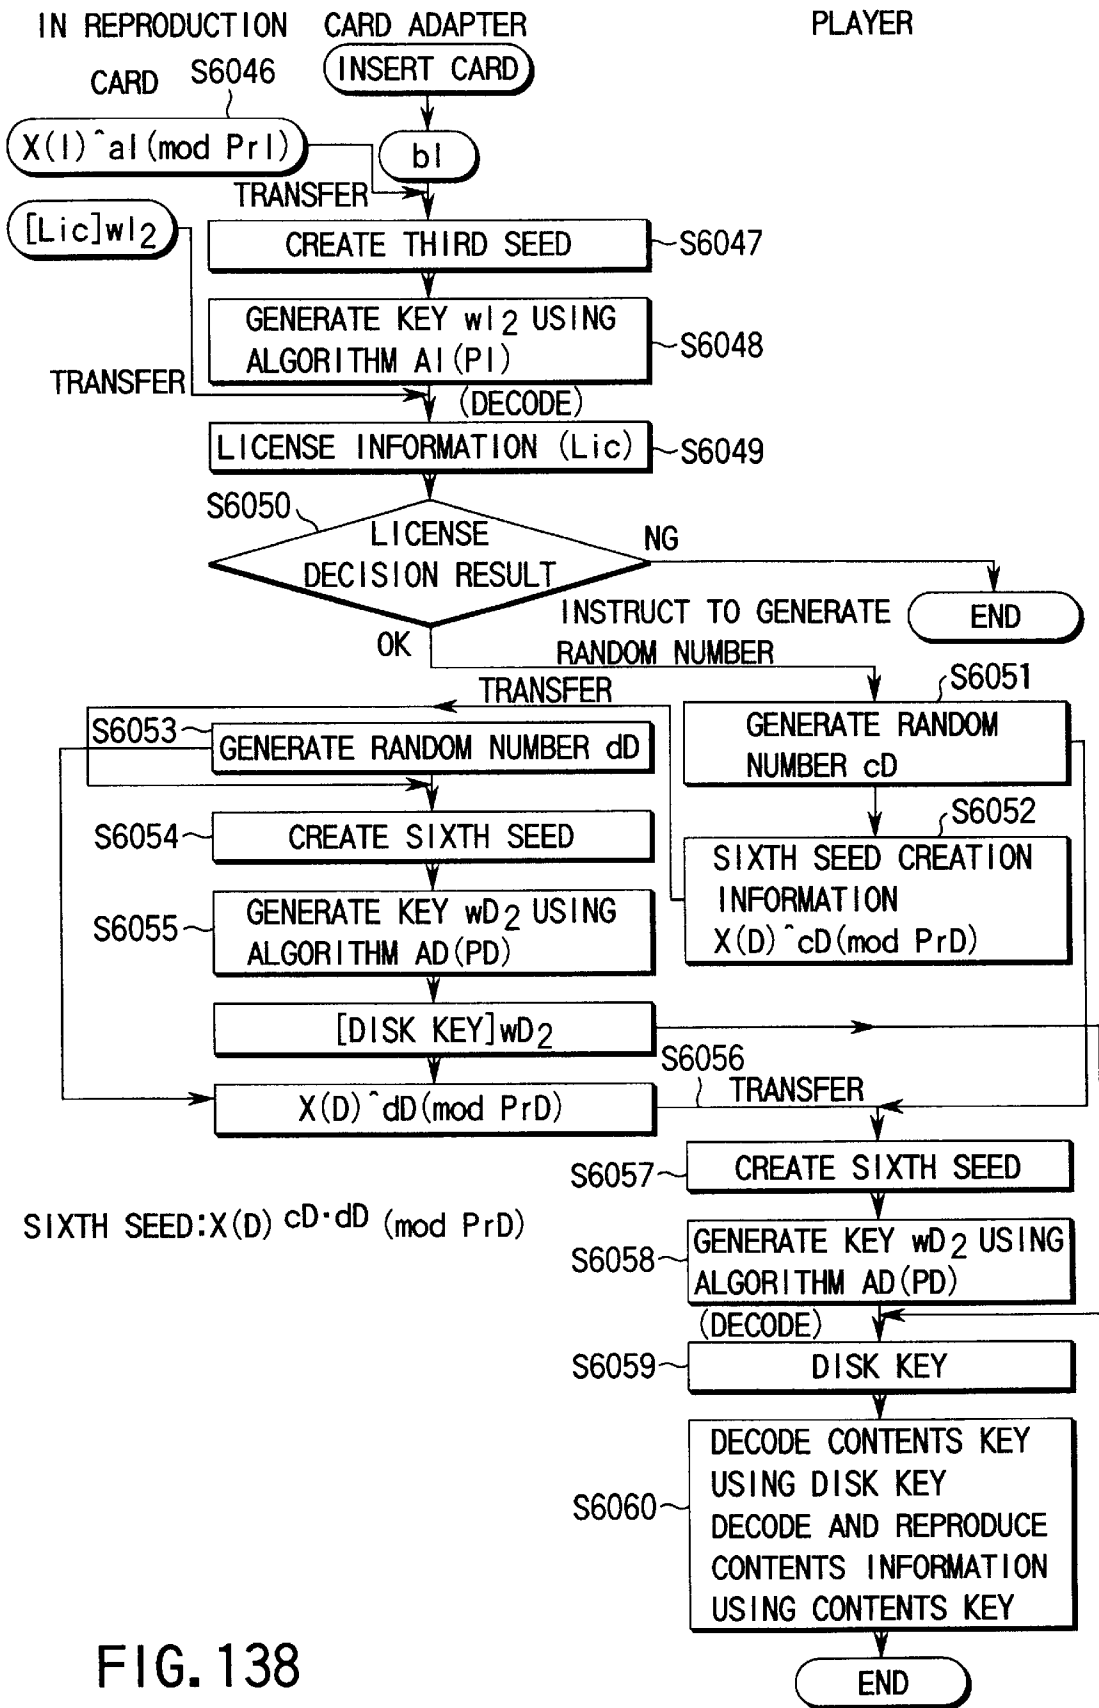 IN REPRODUCTION CARD ADAPTER PLAYER
CARD S6046 INSERT CARD
X(I)^aI(mod PrI)
bI
TRANSFER
[Lic]wI2
CREATE THIRD SEED S6047
GENERATE KEY wI2 USING
ALGORITHM AI(PI)
S6048
TRANSFER
(DECODE)
LICENSE INFORMATION (Lic) S6049
S6050
LICENSE
DECISION RESULT
NG
END
OK
INSTRUCT TO GENERATE
RANDOM NUMBER
TRANSFER
S6051
GENERATE RANDOM
NUMBER cD
S6053
GENERATE RANDOM NUMBER dD
S6052
SIXTH SEED CREATION
INFORMATION
X(D)^cD(mod PrD)
S6054
CREATE SIXTH SEED
S6055
GENERATE KEY wD2 USING
ALGORITHM AD(PD)
[DISK KEY]wD2
S6056
TRANSFER
X(D)^dD(mod PrD)
S6057
CREATE SIXTH SEED
SIXTH SEED:X(D) cD·dD (mod PrD)
S6058
GENERATE KEY wD2 USING
ALGORITHM AD(PD)
(DECODE)
S6059
DISK KEY
S6060
DECODE CONTENTS KEY
USING DISK KEY
DECODE AND REPRODUCE
CONTENTS INFORMATION
USING CONTENTS KEY
END
FIG. 138